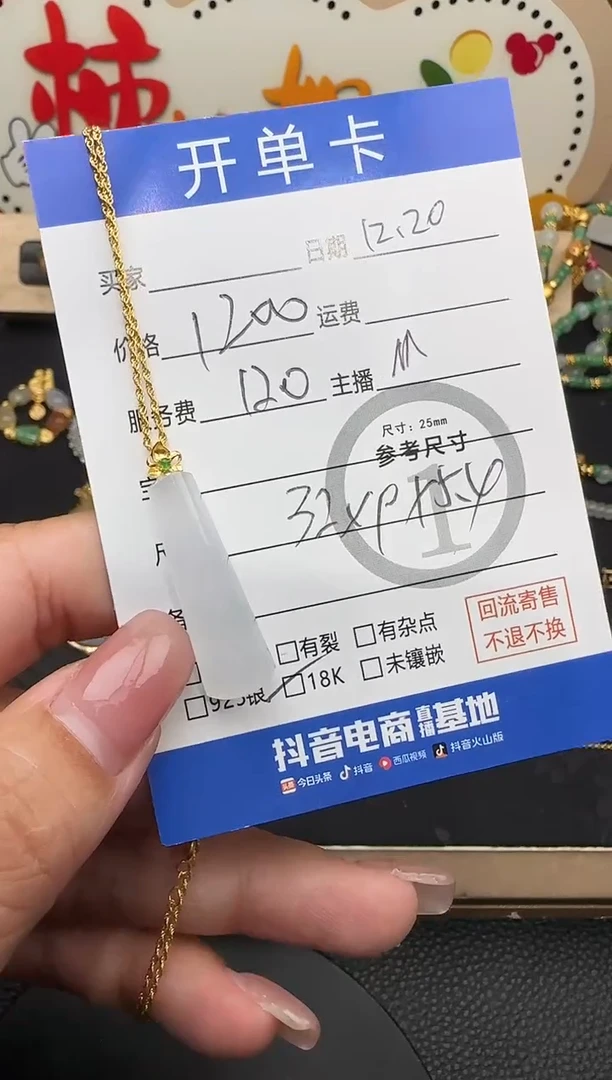 开单卡
买家 日期 12.20
价格 1200 运费
服务费 120 主播 M
尺寸：25mm
参考尺寸
1
回流寄售
不退不换
有裂 有杂点
925银 18K 未镶嵌
抖音电商直播基地
头条 今日头条 抖音 西瓜视频 抖音火山版